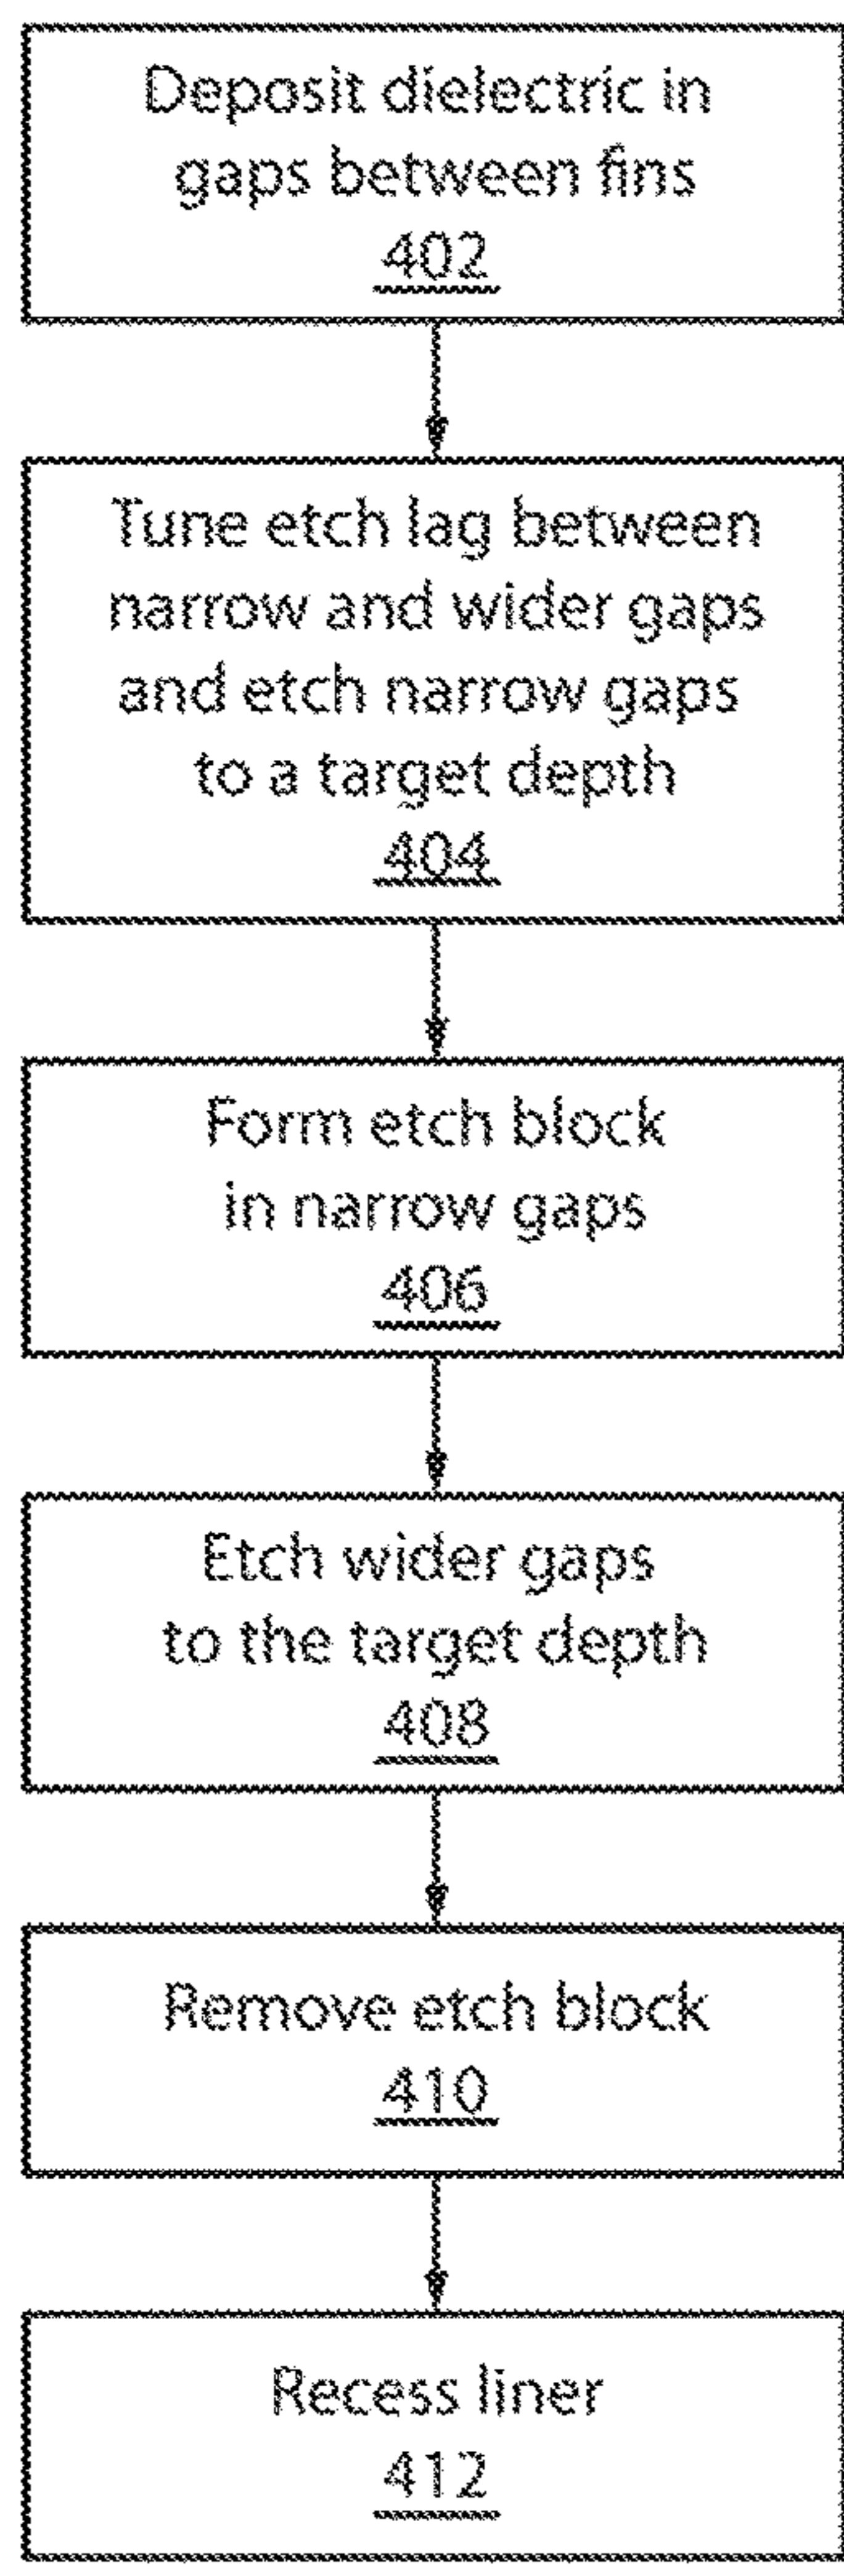 Deposit dielectric in
gaps between fins
402
Tune etch lag between
narrow and wider gaps
and etch narrow gaps
to a target depth
404
Form etch block
in narrow gaps
406
Etch wider gaps
to the target depth
408
Remove etch block
410
Recess liner
412